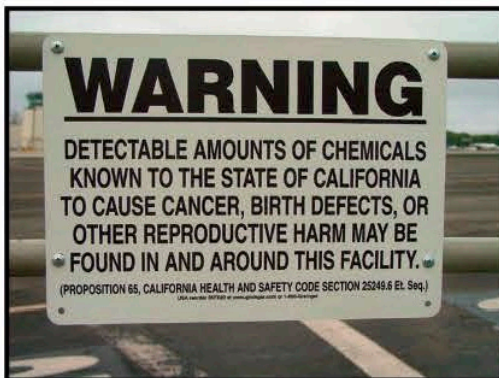 WARNING
DETECTABLE AMOUNTS OF CHEMICALS
KNOWN TO THE STATE OF CALIFORNIA
TO CAUSE CANCER, BIRTH DEFECTS, OR
OTHER REPRODUCTIVE HARM MAY BE
FOUND IN AND AROUND THIS FACILITY.
(PROPOSITION 65, CALIFORNIA HEALTH AND SAFETY CODE SECTION 25249.6 Et. Seq.)